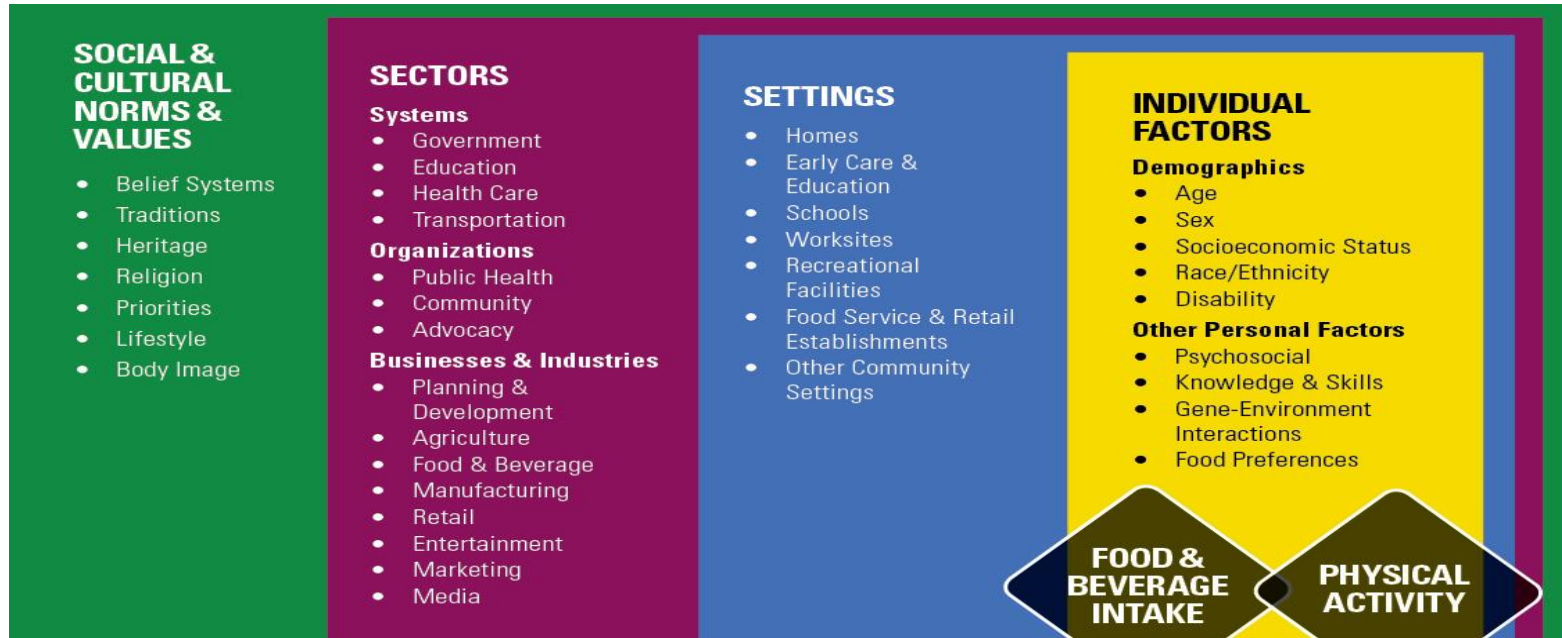 SOCIAL &
CULTURAL
NORMS &
VALUES
• Belief Systems
• Traditions
• Heritage
• Religion
• Priorities
• Lifestyle
• Body Image
SECTORS
Systems
• Government
• Education
• Health Care
• Transportation
Organizations
• Public Health
• Community
• Advocacy
Businesses & Industries
• Planning &
Development
• Agriculture
• Food & Beverage
• Manufacturing
• Retail
• Entertainment
• Marketing
• Media
SETTINGS
• Homes
• Early Care &
Education
• Schools
• Worksites
• Recreational
Facilities
• Food Service & Retail
Establishments
• Other Community
Settings
INDIVIDUAL
FACTORS
Demographics
• Age
• Sex
• Socioeconomic Status
• Race/Ethnicity
• Disability
Other Personal Factors
• Psychosocial
• Knowledge & Skills
• Gene-Environment
Interactions
• Food Preferences
FOOD &
BEVERAGE
INTAKE
PHYSICAL
ACTIVITY